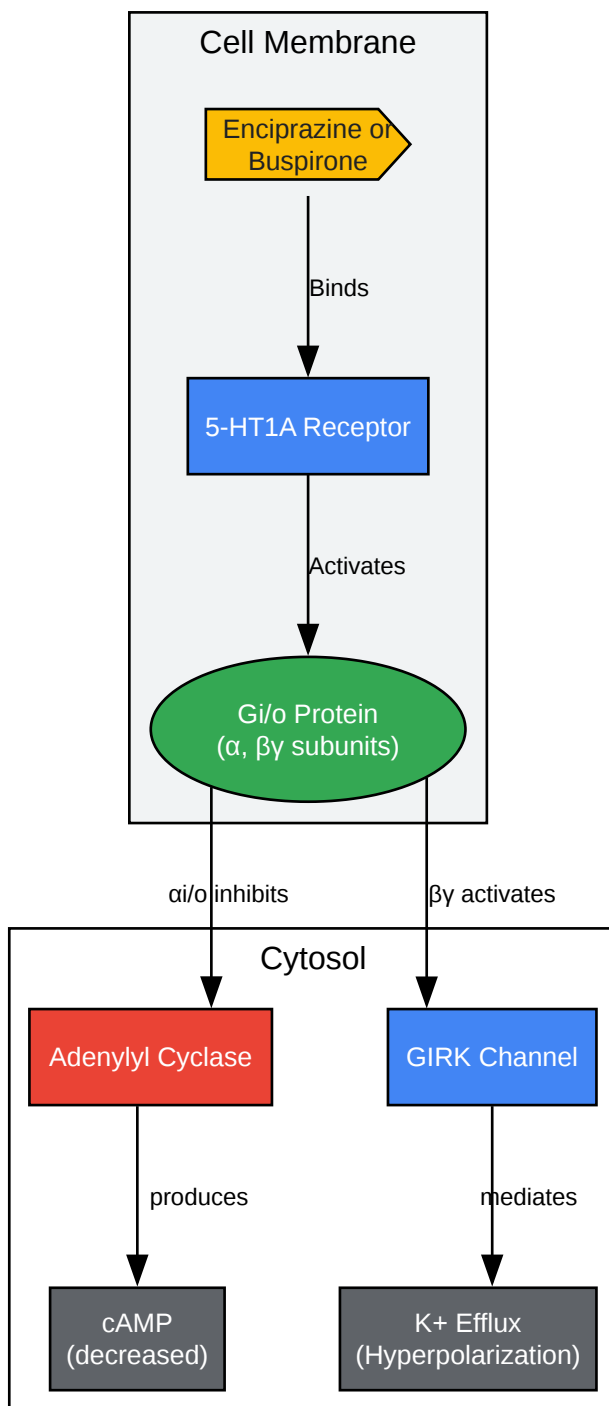 Cell Membrane
Enciprazine or
Buspirone
Binds
5-HT1A Receptor
Activates
Gi/o Protein
(α, βγ subunits)
αi/o inhibits
βγ activates
Cytosol
Adenylyl Cyclase
GIRK Channel
produces
mediates
cAMP
(decreased)
K+ Efflux
(Hyperpolarization)